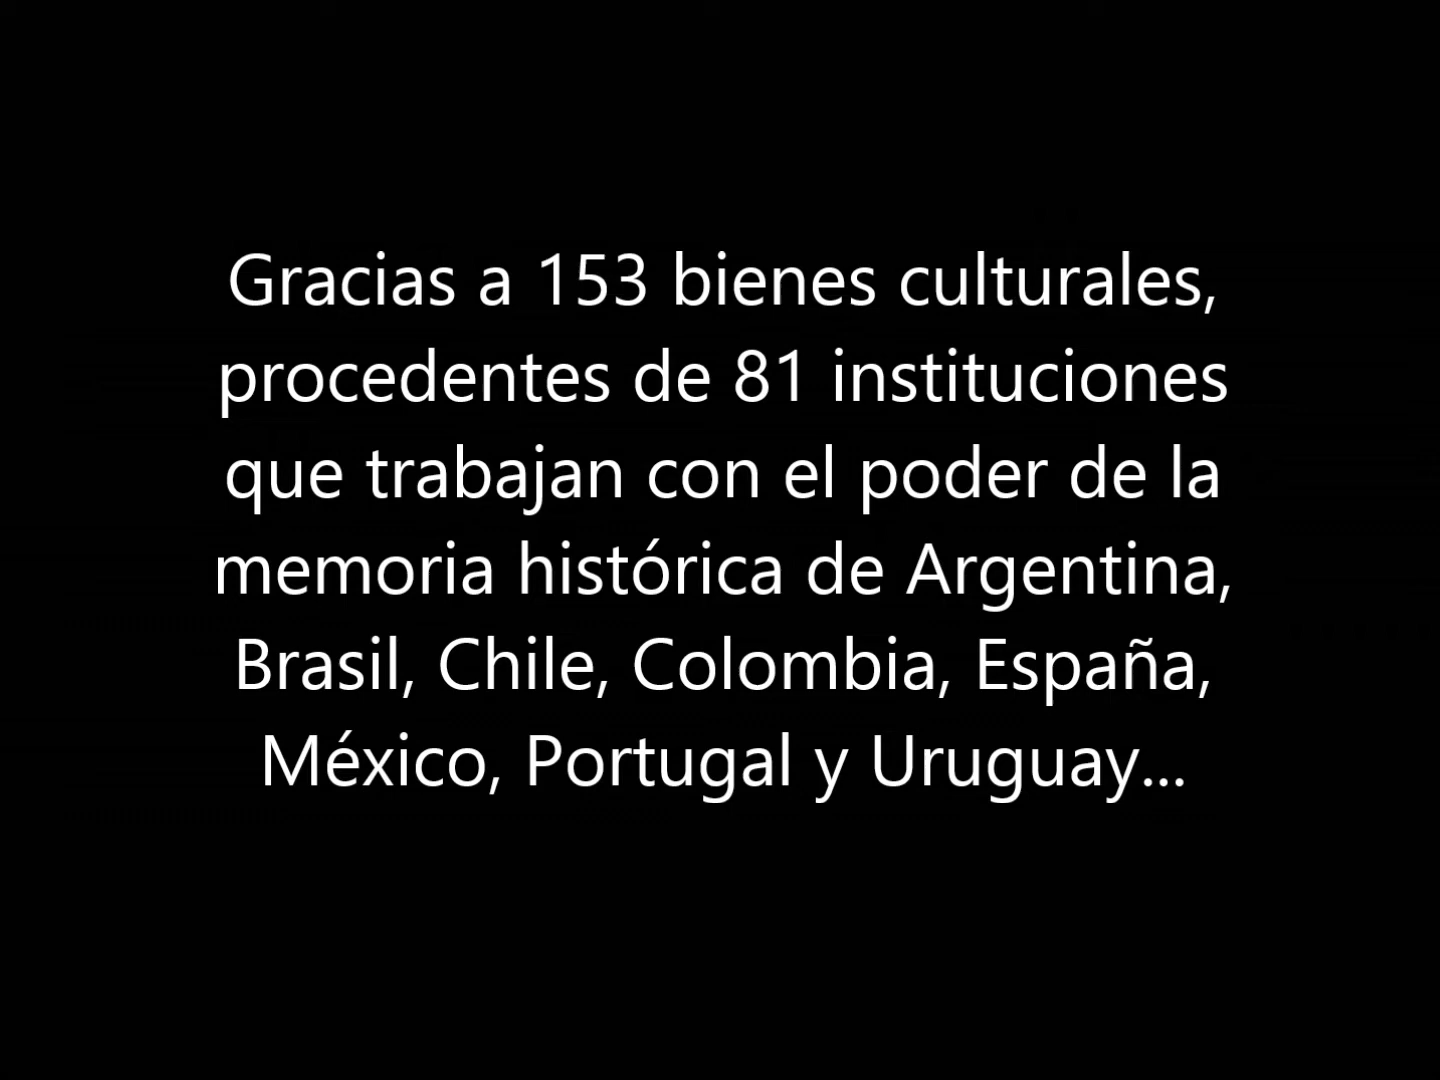 Gracias a 153 bienes culturales,
procedentes de 81 instituciones
que trabajan con el poder de la
memoria histórica de Argentina,
Brasil, Chile, Colombia, España,
México, Portugal y Uruguay...